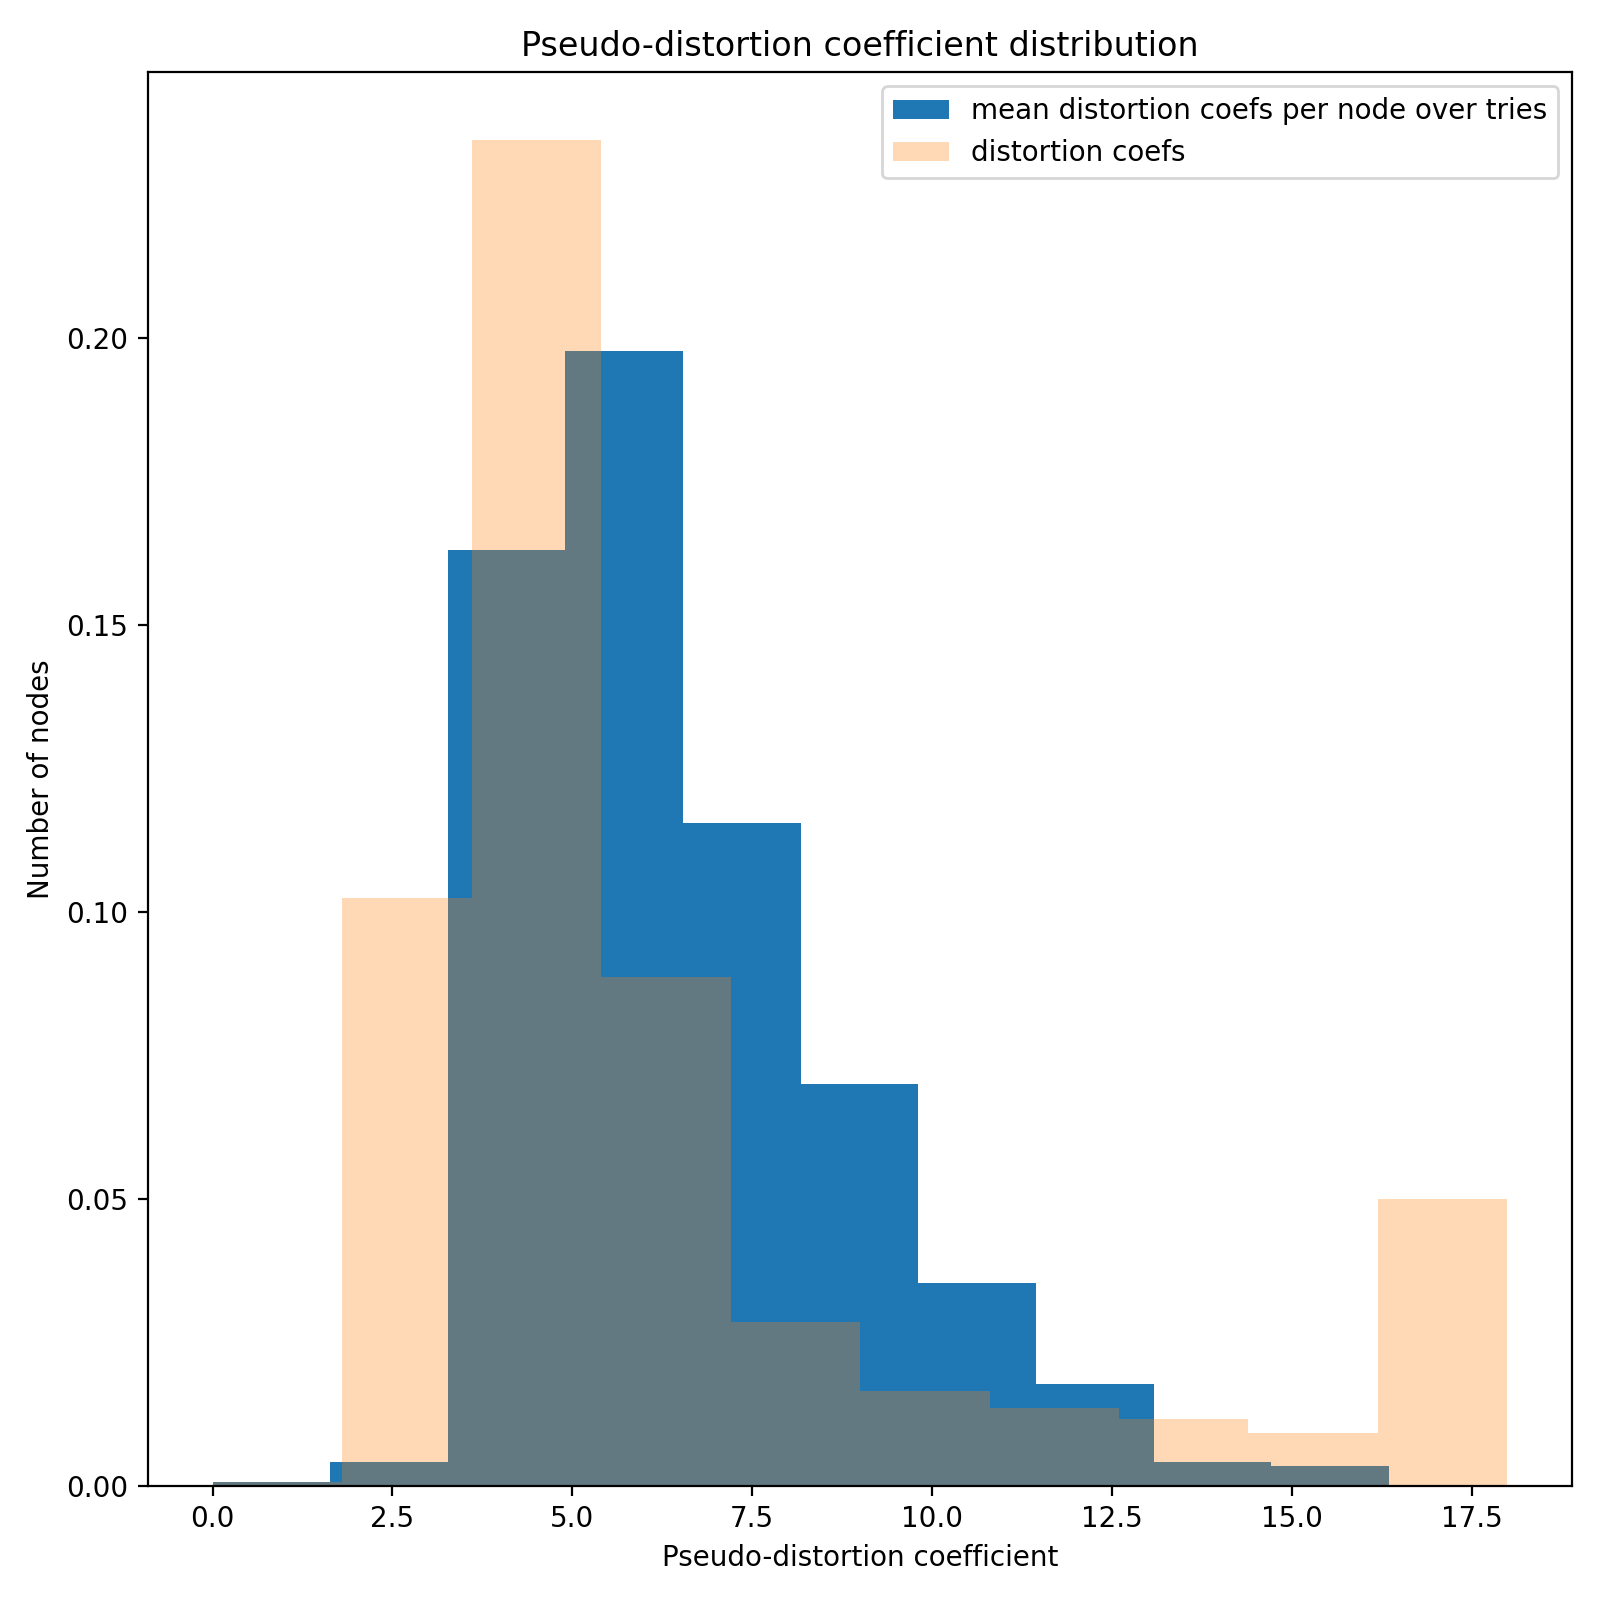 Pseudo-distortion coefficient distribution
mean distortion coefs per node over tries
distortion coefs
Number of nodes
0.20
0.15
0.10
0.05
0.00
0.0 2.5 5.0 7.5 10.0 12.5 15.0 17.5
Pseudo-distortion coefficient